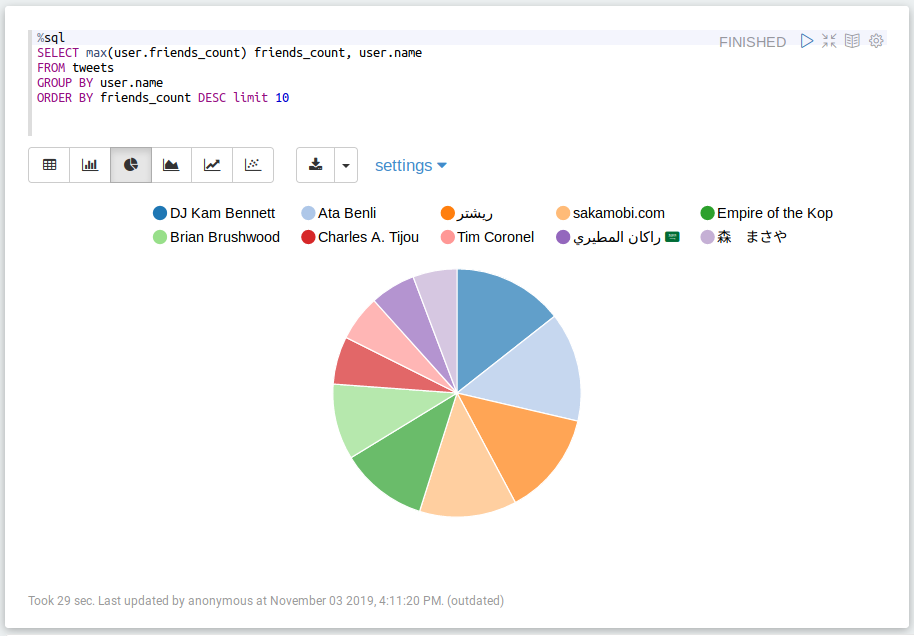 %sql
SELECT max(user.friends_count) friends_count, user.name
FROM tweets
GROUP BY user.name
ORDER BY friends_count DESC limit 10
FINISHED
settings
DJ Kam Bennett Ata Benli ريشتر sakamobi.com Empire of the Kop
Brian Brushwood Charles A. Tijou Tim Coronel راكان المطيري 🇸🇦 森　まさや
Took 29 sec. Last updated by anonymous at November 03 2019, 4:11:20 PM. (outdated)